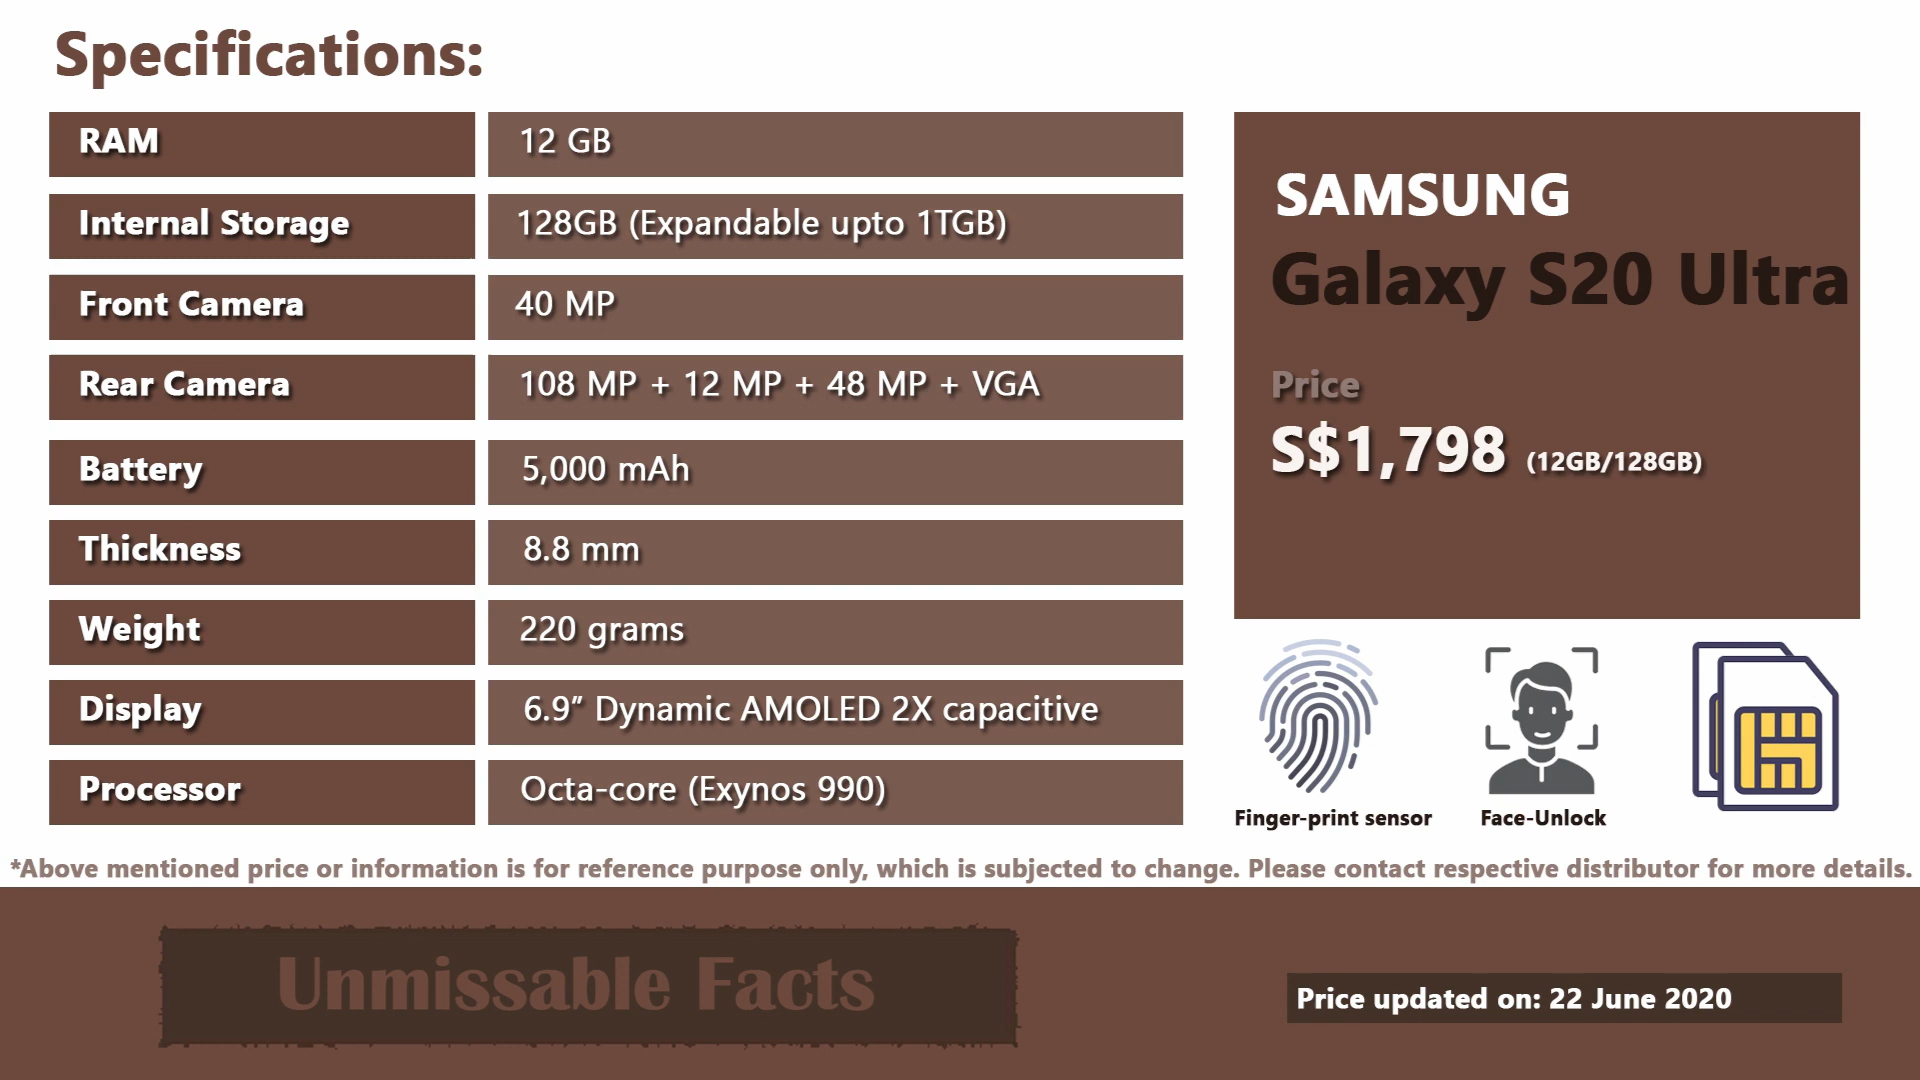 Specifications:
RAM 12 GB
Internal Storage 128GB (Expandable upto 1TGB)
Front Camera 40 MP
Rear Camera 108 MP + 12 MP + 48 MP + VGA
Battery 5,000 mAh
Thickness 8.8 mm
Weight 220 grams
Display 6.9” Dynamic AMOLED 2X capacitive
Processor Octa-core (Exynos 990)
SAMSUNG
Galaxy S20 Ultra
Price
S$1,798 (12GB/128GB)
Finger-print sensor
Face-Unlock
*Above mentioned price or information is for reference purpose only, which is subjected to change. Please contact respective distributor for more details.
Unmissable Facts
Price updated on: 22 June 2020